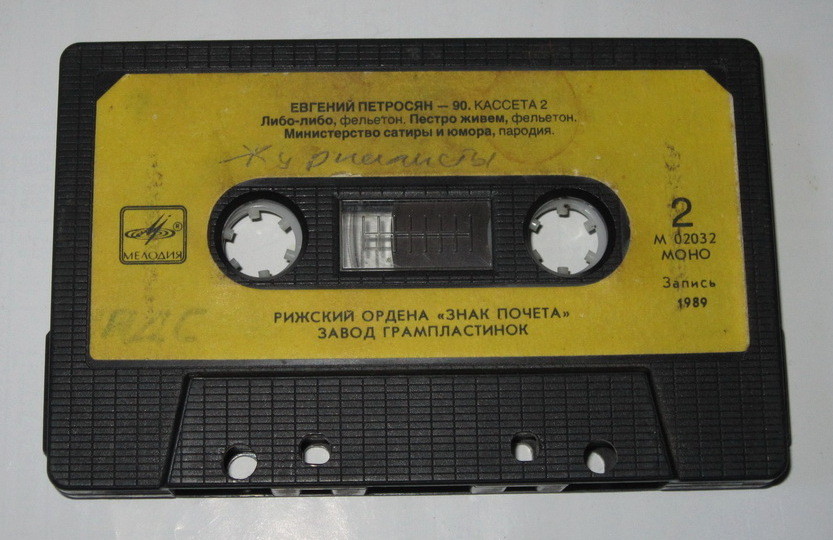 ЕВГЕНИЙ ПЕТРОСЯН — 90. КАССЕТА 2
Либо-либо, фельетон. Пестро живем, фельетон.
Министерство сатиры и юмора, пародия.
Журналисты
2
М 02032
МОНО
Запись
1989
МЕЛОДИЯ
РИЖСКИЙ ОРДЕНА «ЗНАК ПОЧЕТА»
ЗАВОД ГРАМПЛАСТИНОК